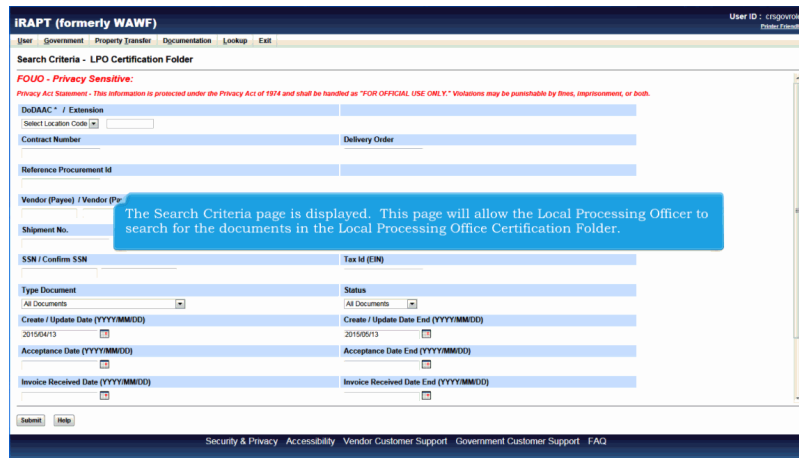 iRAPT (formerly WAWF)
User ID : crsgovrole
Printer Friendl
User Government Property Transfer Documentation Lookup Exit
Search Criteria - LPO Certification Folder
FOUO - Privacy Sensitive:
Privacy Act Statement - This information is protected under the Privacy Act of 1974 and shall be handled as "FOR OFFICIAL USE ONLY." Violations may be punishable by fines, imprisonment, or both.
DoDAAC * / Extension
Select Location Code
Contract Number Delivery Order
Reference Procurement Id
Vendor (Payee) / Vendor (Pay
The Search Criteria page is displayed. This page will allow the Local Processing Officer to
search for the documents in the Local Processing Office Certification Folder.
Shipment No.
SSN / Confirm SSN Tax Id (EIN)
Type Document Status
All Documents All Documents
Create / Update Date (YYYY/MM/DD) Create / Update Date End (YYYY/MM/DD)
2015/04/13 2015/05/13
Acceptance Date (YYYY/MM/DD) Acceptance Date End (YYYY/MM/DD)
Invoice Received Date (YYYY/MM/DD) Invoice Received Date End (YYYY/MM/DD)
Submit Help
Security & Privacy Accessibility Vendor Customer Support Government Customer Support FAQ